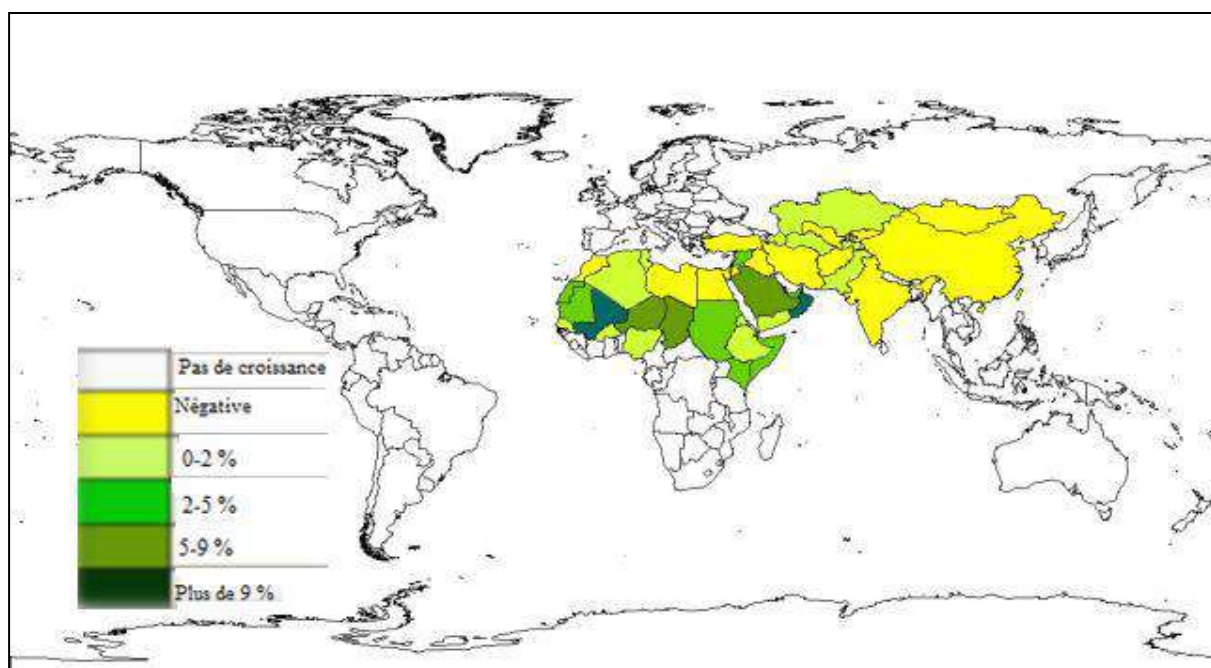 Pas de croissance
Négative
0-2 %
2-5 %
5-9 %
Plus de 9 %